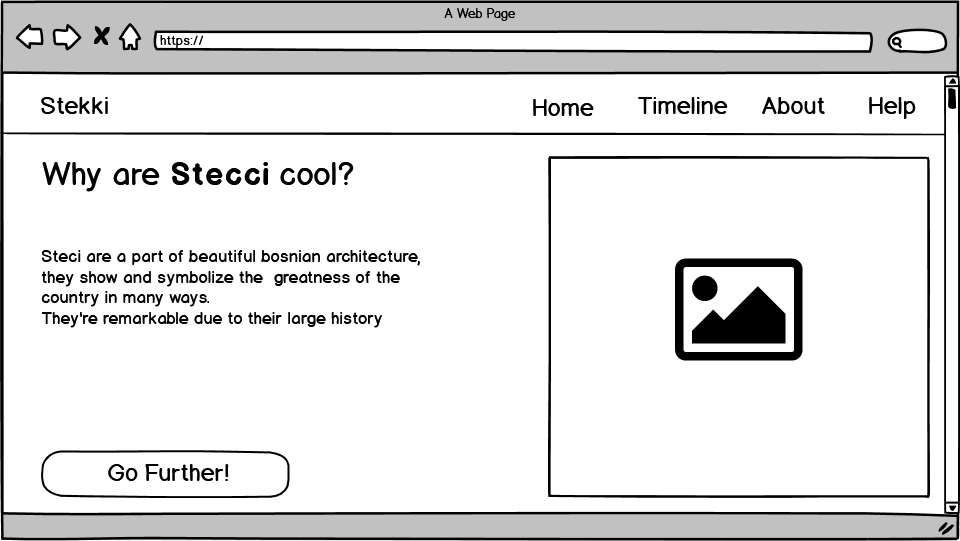 A Web Page
https://
Stekki Home Timeline About Help
Why are Stecci cool?
Steci are a part of beautiful bosnian architecture,
they show and symbolize the  greatness of the
country in many ways.
They're remarkable due to their large history
Go Further!